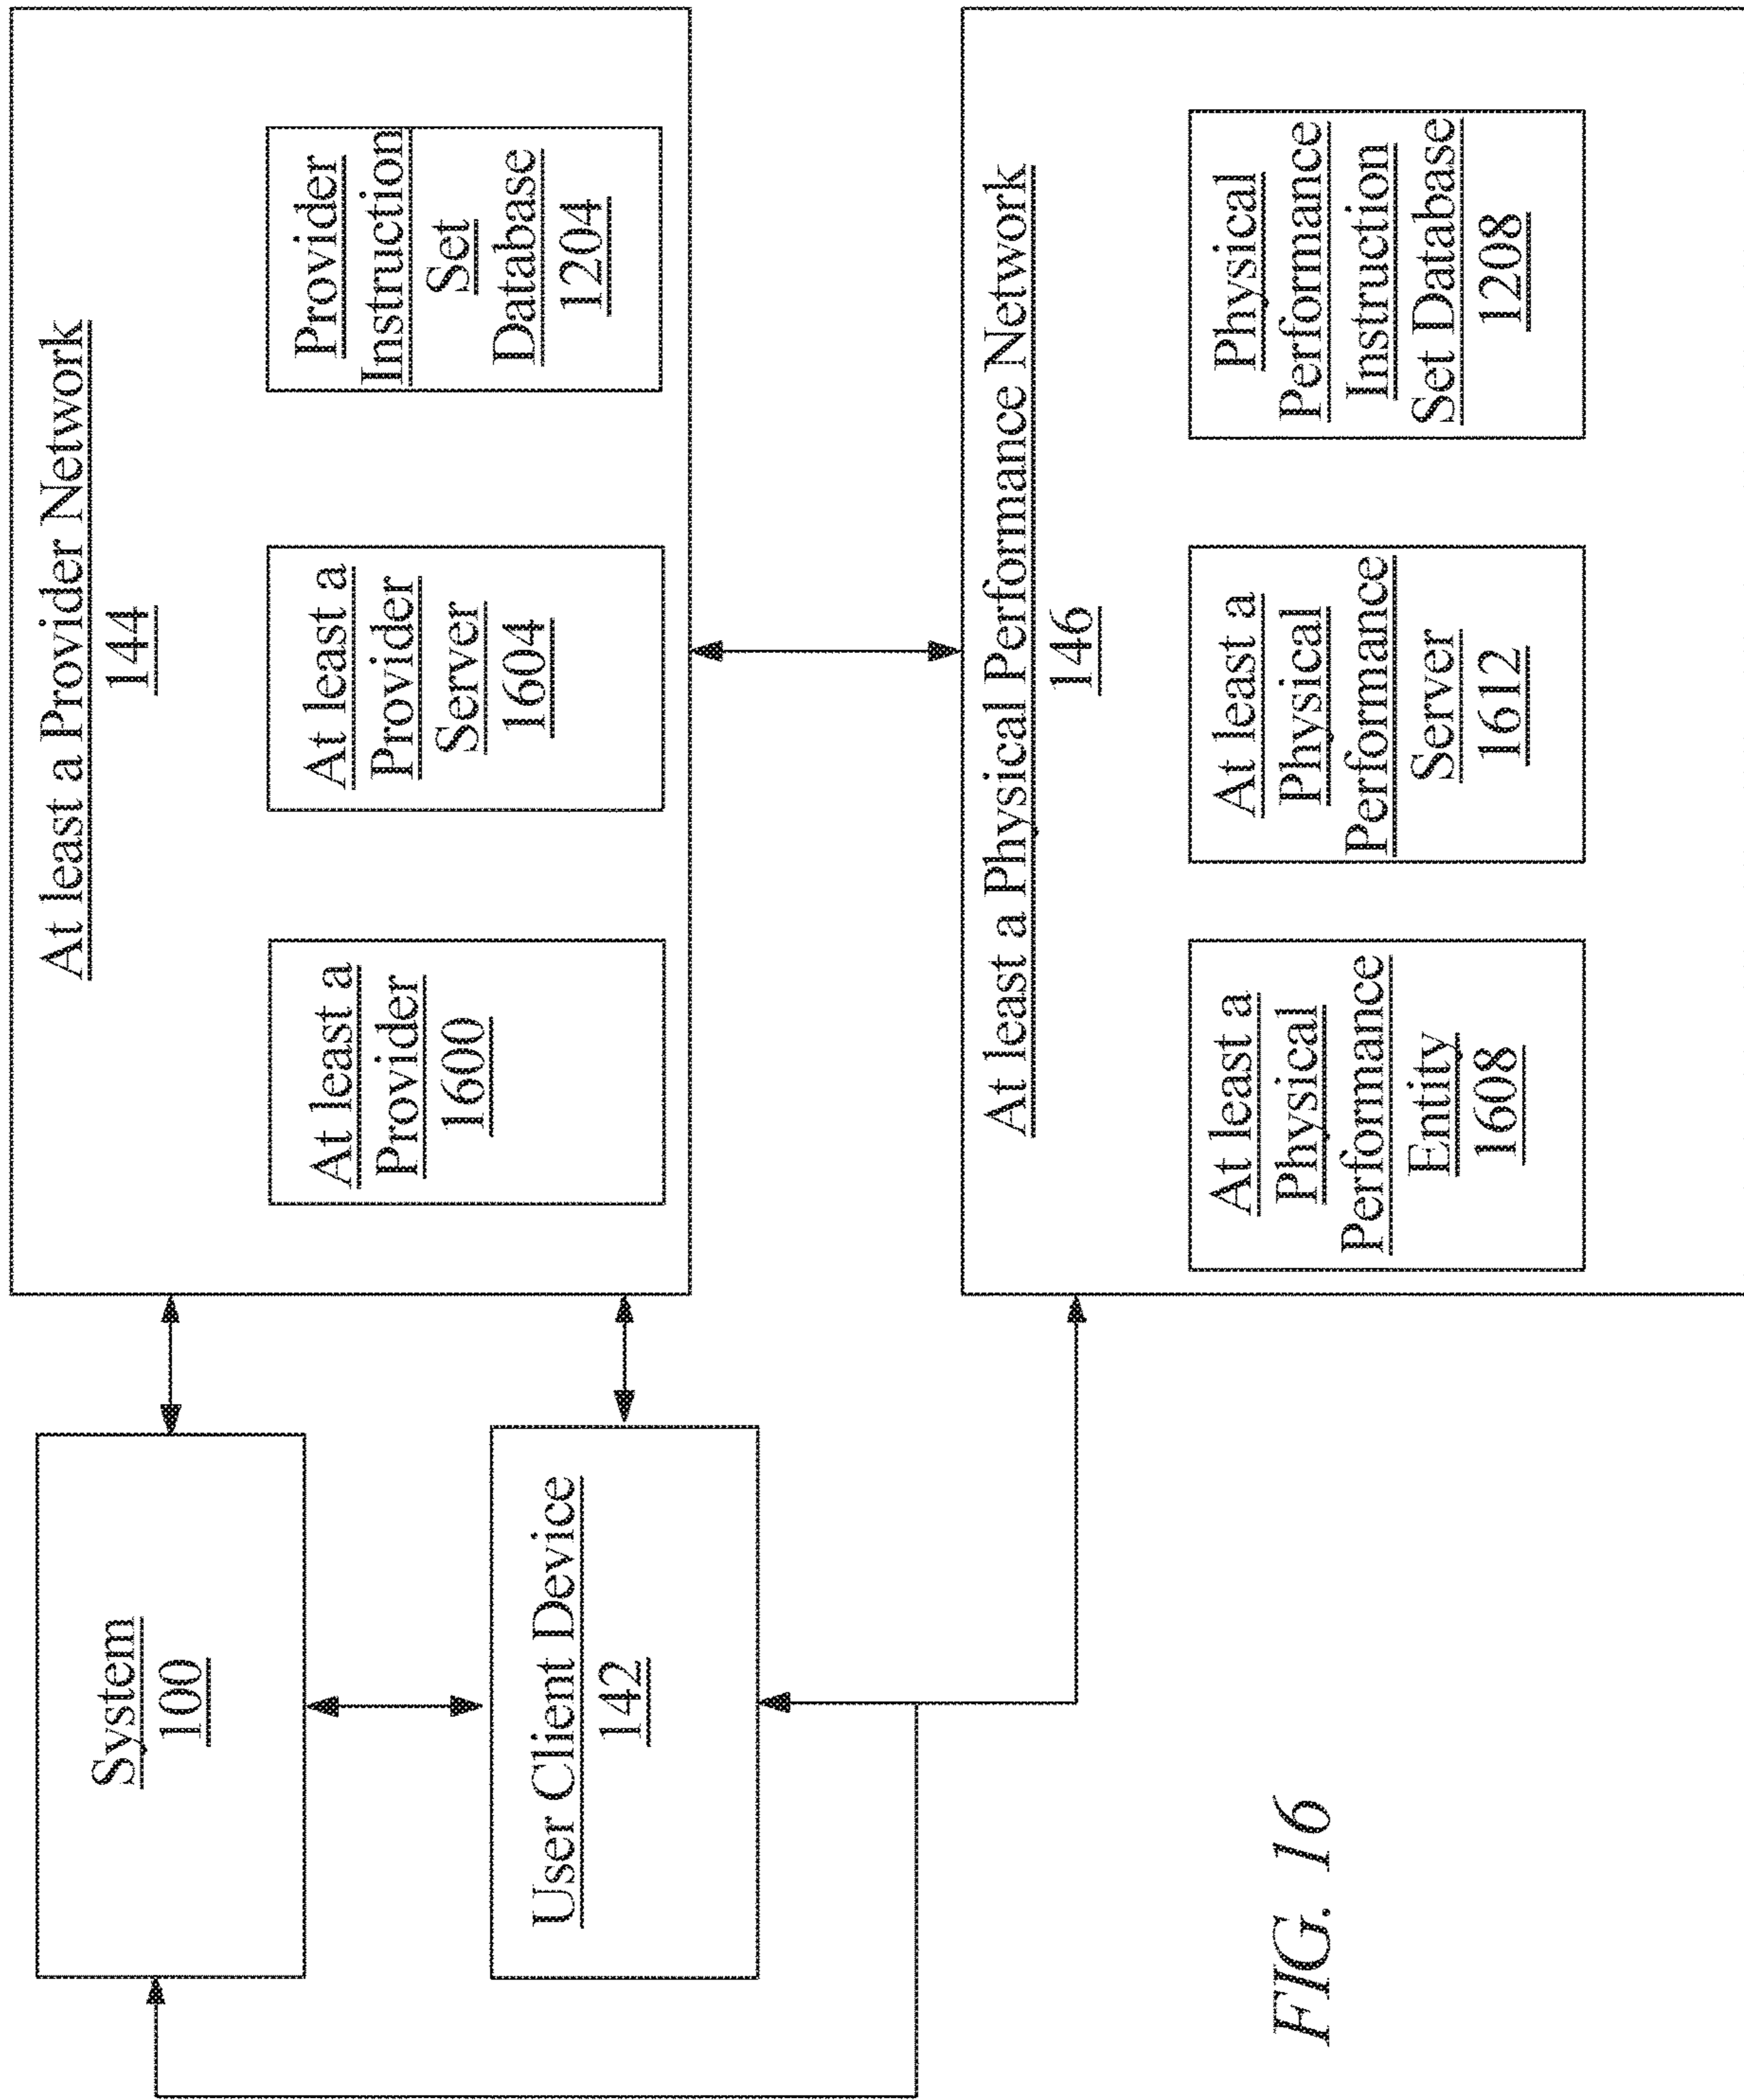 System
100
User Client Device
142
At least a Provider Network
144
At least a
Provider
1600
At least a
Provider
Server
1604
Provider
Instruction
Set
Database
1204
At least a Physical Performance Network
146
At least a
Physical
Performance
Entity
1608
At least a
Physical
Performance
Server
1612
Physical
Performance
Instruction
Set Database
1208
FIG. 16